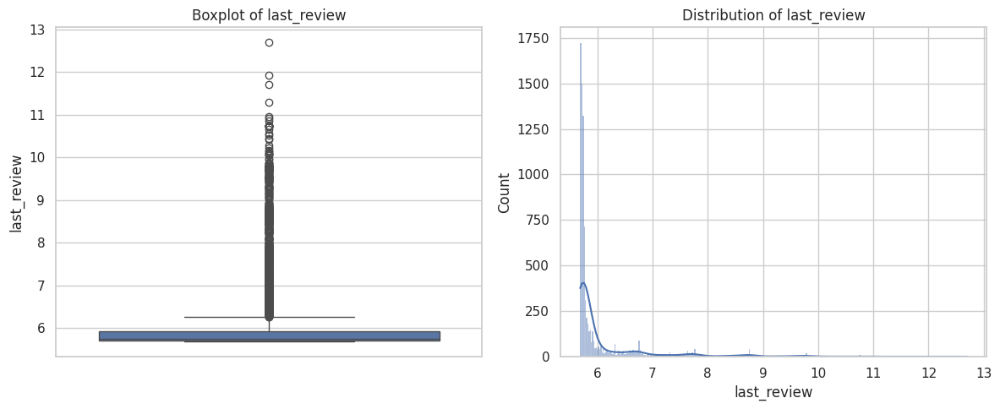 Boxplot of last_review
13
12
11
10
9
8
7
6
last_review
Distribution of last_review
1750
1500
1250
1000
750
500
250
0
Count
6 7 8 9 10 11 12 13
last_review